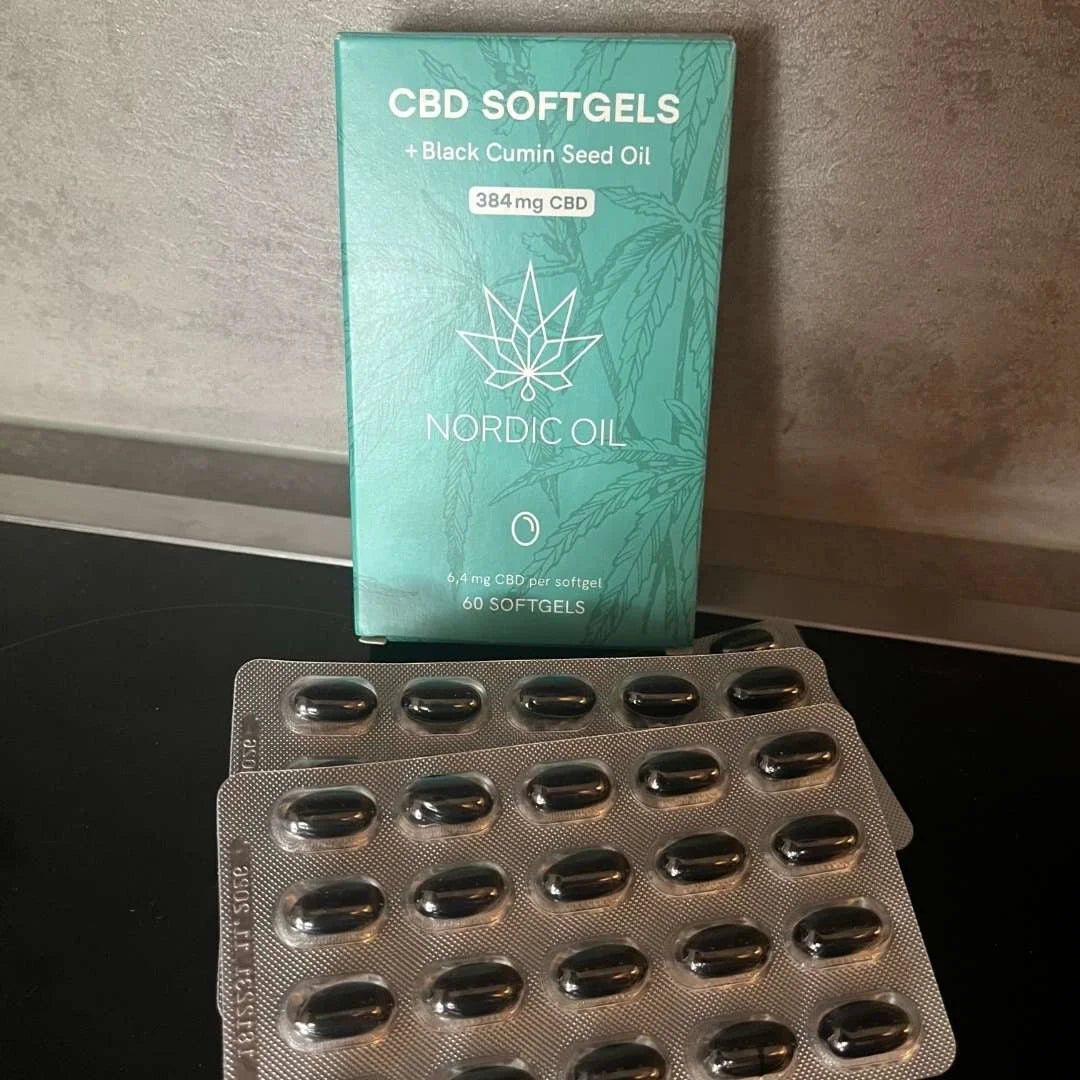 CBD SOFTGELS
+ Black Cumin Seed Oil
384 mg CBD
NORDIC OIL
6,4 mg CBD per softgel
60 SOFTGELS